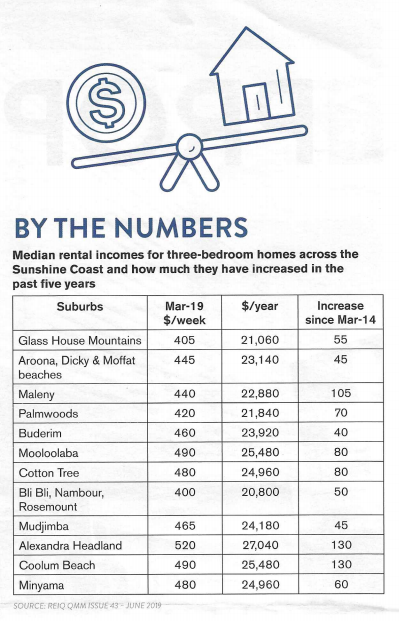 $
BY THE NUMBERS
Median rental incomes for three-bedroom homes across the
Sunshine Coast and how much they have increased in the
past five years
Suburbs Mar-19 $/week $/year Increase since Mar-14
Glass House Mountains 405 21,060 55
Aroona, Dicky & Moffat beaches 445 23,140 45
Maleny 440 22,880 105
Palmwoods 420 21,840 70
Buderim 460 23,920 40
Mooloolaba 490 25,480 80
Cotton Tree 480 24,960 80
Bli Bli, Nambour, Rosemount 400 20,800 50
Mudjimba 465 24,180 45
Alexandra Headland 520 27,040 130
Coolum Beach 490 25,480 130
Minyama 480 24,960 60
SOURCE: REIQ QMM ISSUE 43 - JUNE 2019